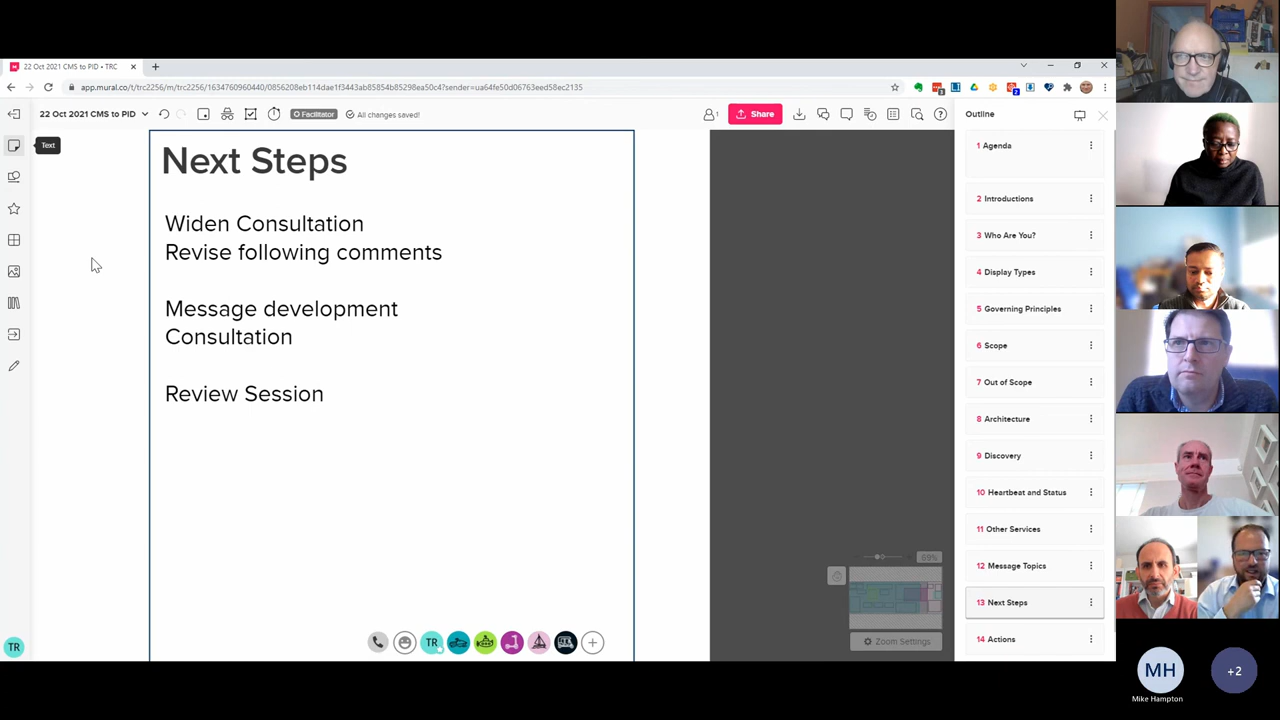 22 Oct 2021 CMS to PID • TRC
app.mural.co/t/trc2256/m/trc2256/1634760960440/0856208eb1cdae1f3443ab85854b85298ea50c4?sender=ua64fe50d06763eed58ec2135
22 Oct 2021 CMS to PID
Facilitator
All changes saved!
1
Share
Outline
Text
Next Steps
Widen Consultation
Revise following comments
Message development
Consultation
Review Session
1 Agenda
2 Introductions
3 Who Are You?
4 Display Types
5 Governing Principles
6 Scope
7 Out of Scope
8 Architecture
9 Discovery
10 Heartbeat and Status
11 Other Services
12 Message Topics
13 Next Steps
14 Actions
69%
Zoom Settings
TR
TR
MH
Mike Hampton
+2